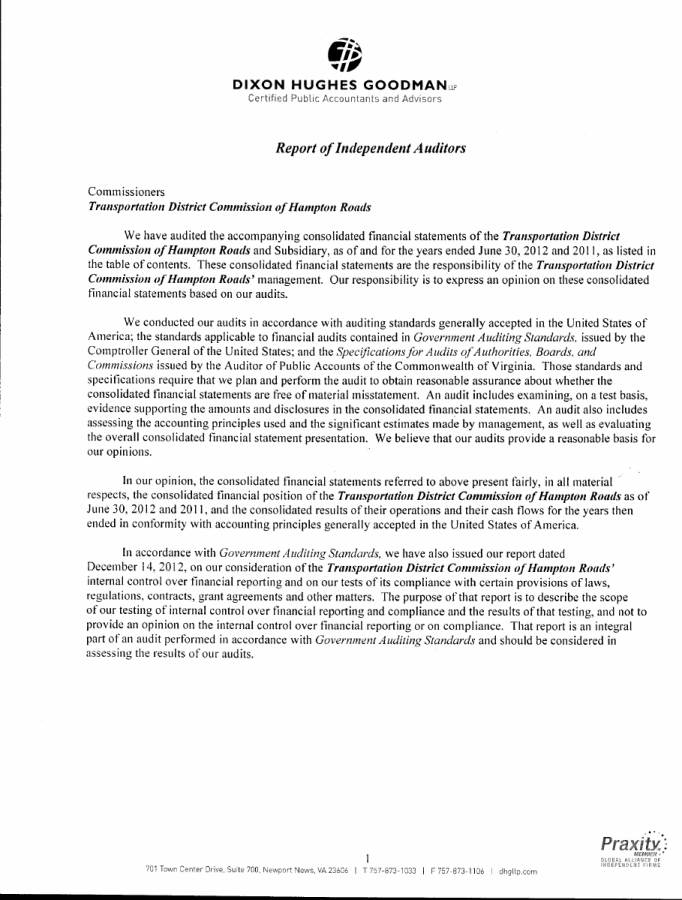 DIXON HUGHES GOODMAN LLP
Certified Public Accountants and Advisors
Report of Independent Auditors
Commissioners
Transportation District Commission of Hampton Roads
We have audited the accompanying consolidated financial statements of the Transportation District
Commission of Hampton Roads and Subsidiary, as of and for the years ended June 30, 2012 and 2011, as listed in
the table of contents. These consolidated financial statements are the responsibility of the Transportation District
Commission of Hampton Roads' management. Our responsibility is to express an opinion on these consolidated
financial statements based on our audits.
We conducted our audits in accordance with auditing standards generally accepted in the United States of
America; the standards applicable to financial audits contained in Government Auditing Standards, issued by the
Comptroller General of the United States; and the Specifications for Audits of Authorities, Boards, and
Commissions issued by the Auditor of Public Accounts of the Commonwealth of Virginia. Those standards and
specifications require that we plan and perform the audit to obtain reasonable assurance about whether the
consolidated financial statements are free of material misstatement. An audit includes examining, on a test basis,
evidence supporting the amounts and disclosures in the consolidated financial statements. An audit also includes
assessing the accounting principles used and the significant estimates made by management, as well as evaluating
the overall consolidated financial statement presentation. We believe that our audits provide a reasonable basis for
our opinions.
In our opinion, the consolidated financial statements referred to above present fairly, in all material
respects, the consolidated financial position of the Transportation District Commission of Hampton Roads as of
June 30, 2012 and 2011, and the consolidated results of their operations and their cash flows for the years then
ended in conformity with accounting principles generally accepted in the United States of America.
In accordance with Government Auditing Standards, we have also issued our report dated
December 14, 2012, on our consideration of the Transportation District Commission of Hampton Roads'
internal control over financial reporting and on our tests of its compliance with certain provisions of laws,
regulations, contracts, grant agreements and other matters. The purpose of that report is to describe the scope
of our testing of internal control over financial reporting and compliance and the results of that testing, and not to
provide an opinion on the internal control over financial reporting or on compliance. That report is an integral
part of an audit performed in accordance with Government Auditing Standards and should be considered in
assessing the results of our audits.
Praxity
MEMBER
GLOBAL ALLIANCE OF
INDEPENDENT FIRMS
1
701 Town Center Drive, Suite 700, Newport News, VA 23606 | T 757-873-1033 | F 757-873-1106 | dhgllp.com